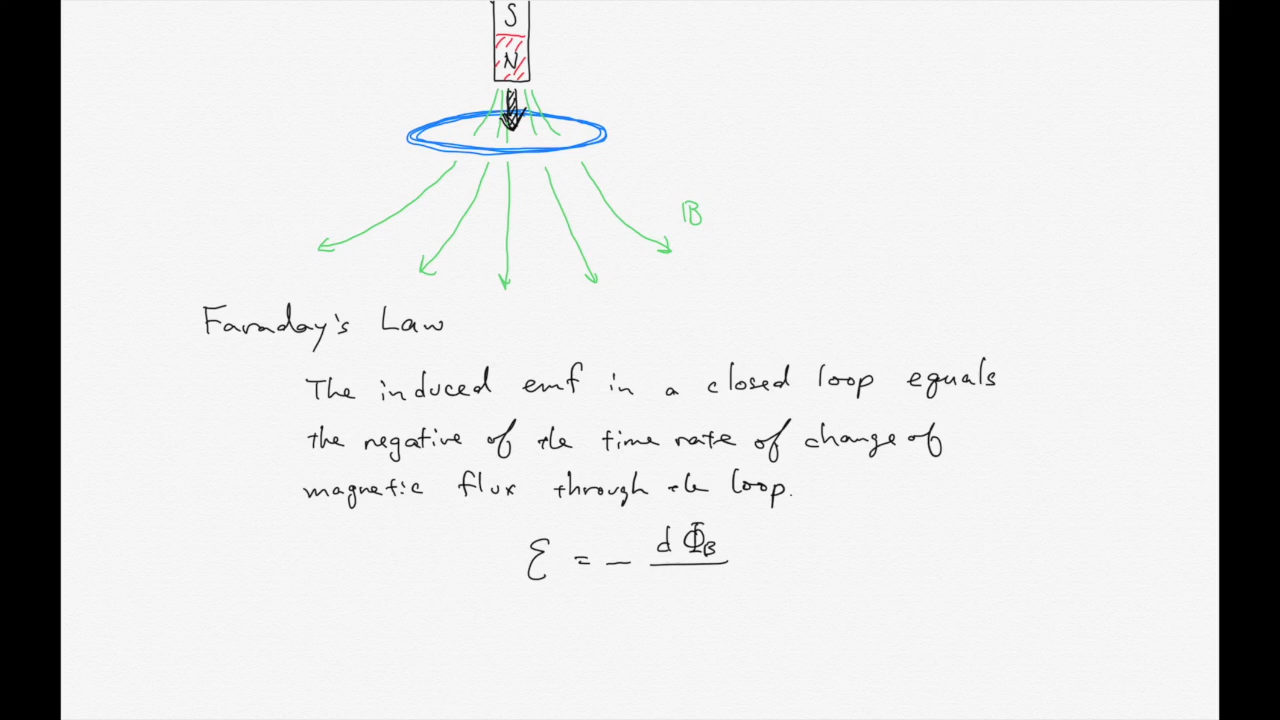 S
N
B
Faraday's Law
The induced emf in a closed loop equals
the negative of the time rate of change of
magnetic flux through the loop.
ℰ = - d Φ_B